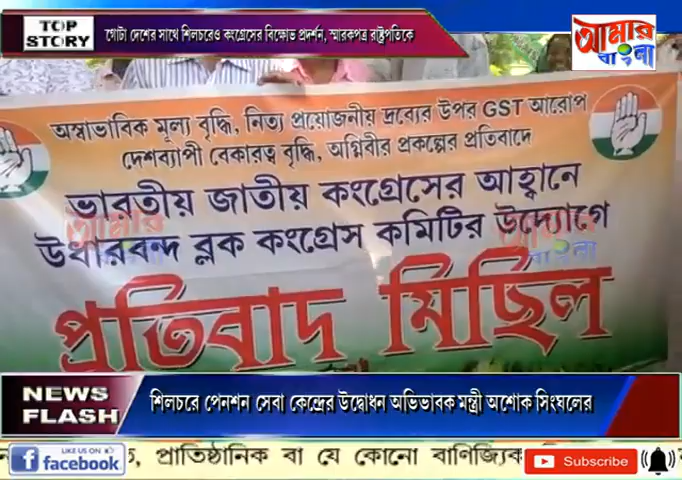 TOP STORY
গোটা দেশের সাথে শিলচরেও কংগ্রেসের বিক্ষোভ প্রদর্শন, স্মারকপত্র রাষ্ট্রপতিকে
আমার
বাংলা
অস্বাভাবিক মূল্য বৃদ্ধি, নিত্য প্রয়োজনীয় দ্রব্যের উপর GST আরোপ
দেশব্যাপী বেকারত্ব বৃদ্ধি, অগ্নিবীর প্রকল্পের প্রতিবাদে
ভারতীয় জাতীয় কংগ্রেসের আহ্বানে
উধারবন্দ ব্লক কংগ্রেস কমিটির উদ্যোগে
প্রতিবাদ মিছিল
NEWS FLASH
শিলচরে পেনশন সেবা কেন্দ্রের উদ্বোধন অভিভাবক মন্ত্রী অশোক সিংঘলের
LIKE US ON
facebook
প্রাতিষ্ঠানিক বা যে কোনো
Subscribe